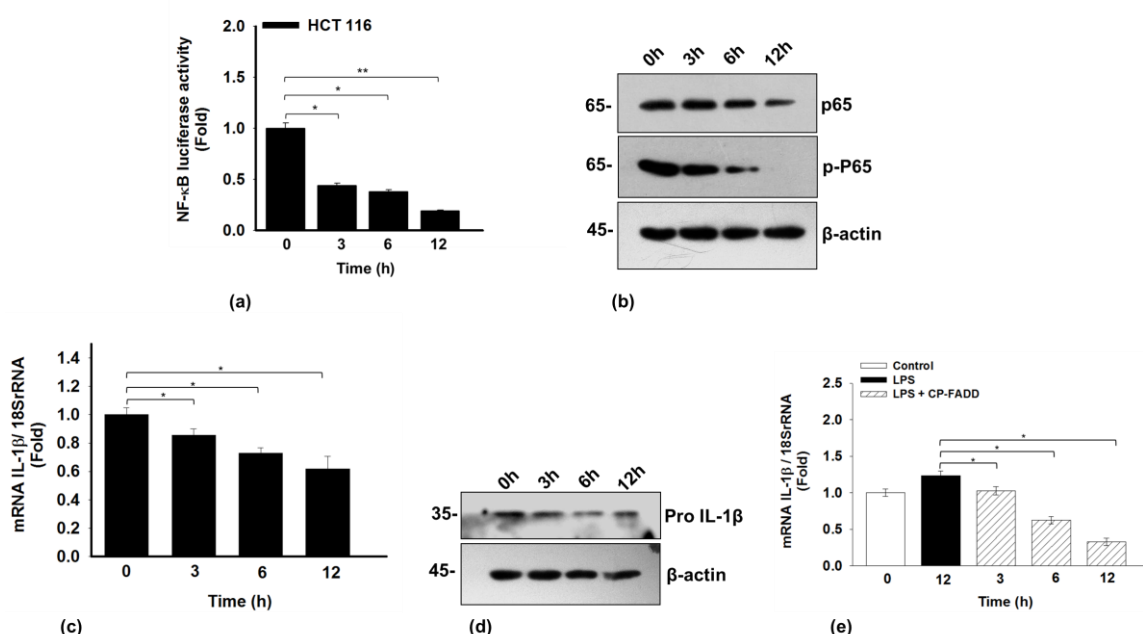 HCT 116
NF-κB luciferase activity
(Fold)
2.0
1.5
1.0
0.5
0.0
**
*
*
0 3 6 12
Time (h)
(a)
0h 3h 6h 12h
65- p65
65- p-P65
45- β-actin
(b)
mRNA IL-1β/ 18SrRNA
(Fold)
1.4
1.2
1.0
0.8
0.6
0.4
0.2
0.0
*
*
*
0 3 6 12
Time (h)
(c)
0h 3h 6h 12h
35- Pro IL-1β
45- β-actin
(d)
Control
LPS
LPS + CP-FADD
mRNA IL-1β / 18SrRNA
(Fold)
2.5
2.0
1.5
1.0
0.5
0.0
*
*
*
0 12 3 6 12
Time (h)
(e)